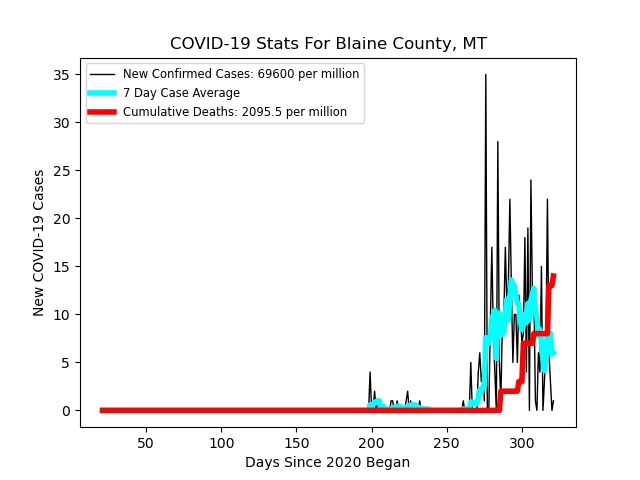 COVID-19 Stats For Blaine County, MT
New Confirmed Cases: 69600 per million
7 Day Case Average
Cumulative Deaths: 2095.5 per million
New COVID-19 Cases
35
30
25
20
15
10
5
0
50
100
150
200
250
300
Days Since 2020 Began